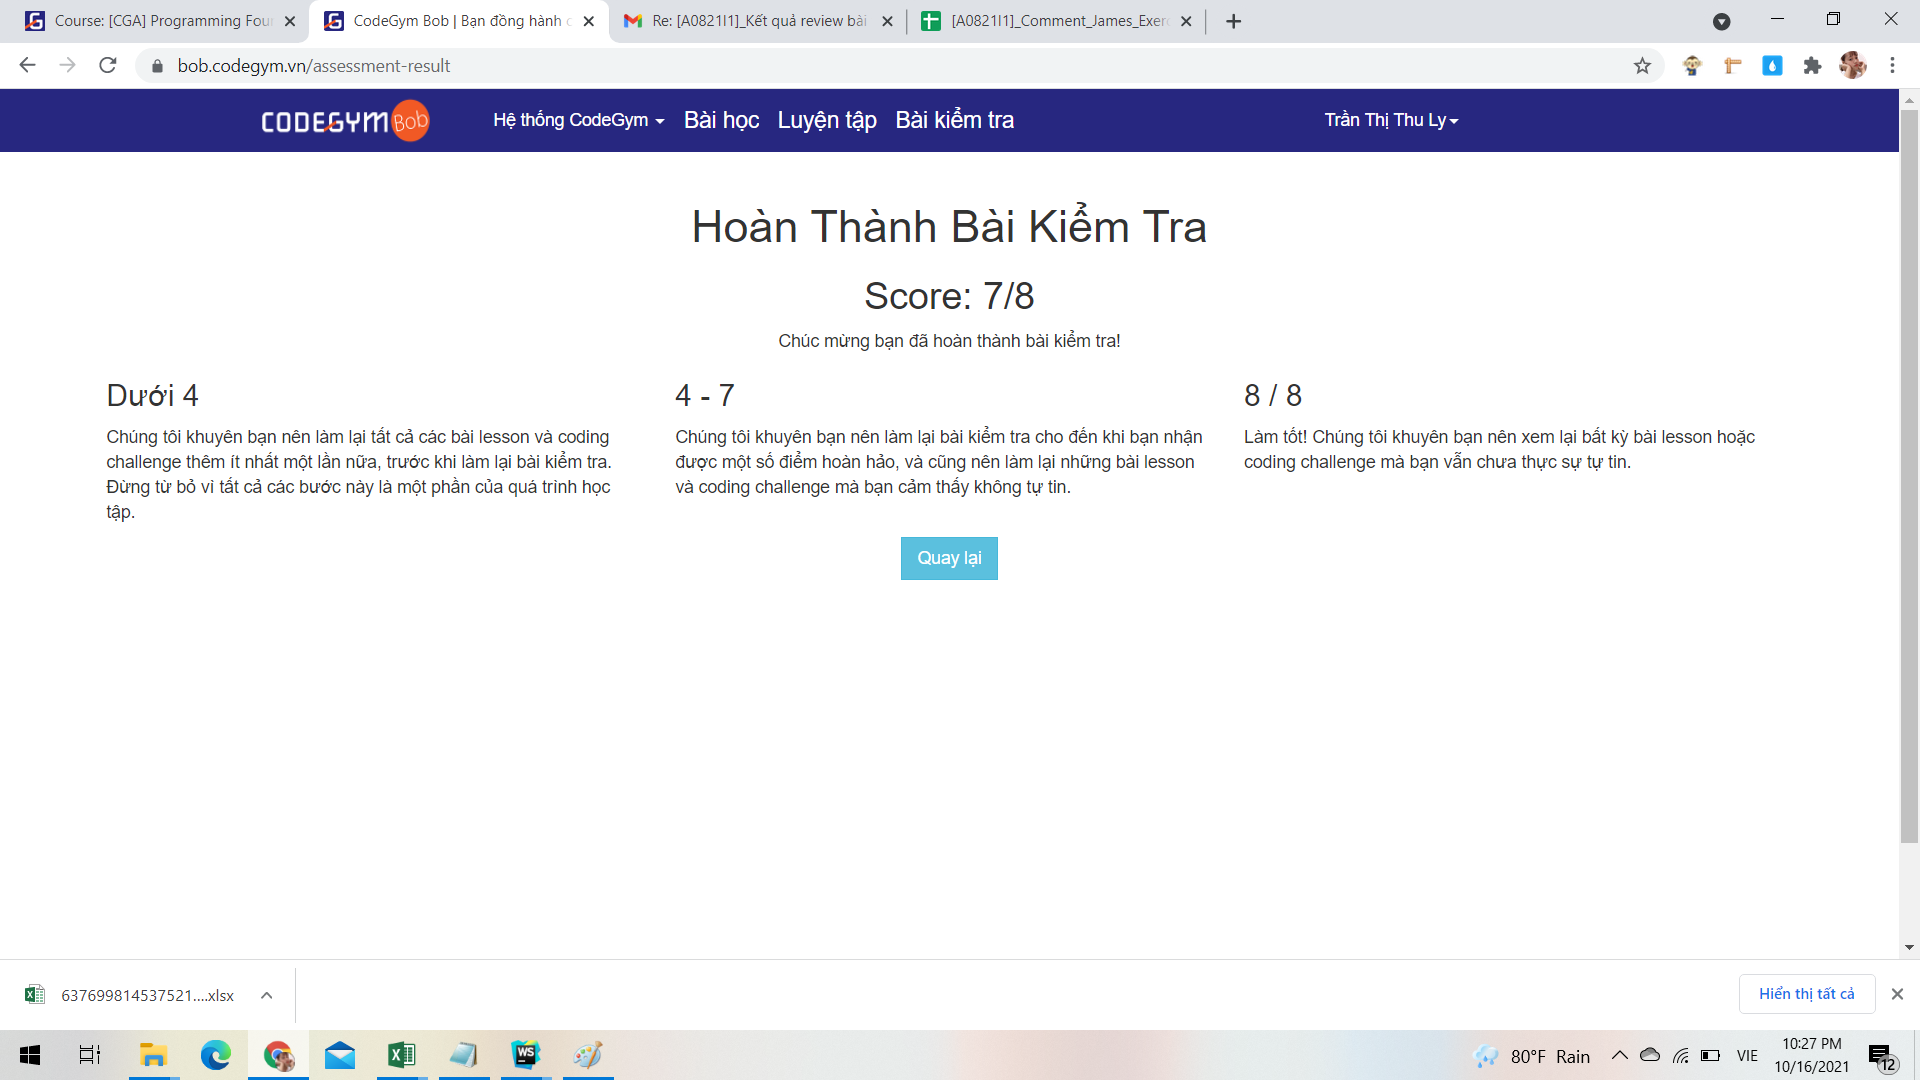 Course: [CGA] Programming Four
CodeGym Bob | Bạn đồng hành c
Re: [A0821I1]_Kết quả review bài
[A0821I1]_Comment_James_Exerc
bob.codegym.vn/assessment-result
CODEGYM Bob
Hệ thống CodeGym
Bài học
Luyện tập
Bài kiểm tra
Trần Thị Thu Ly
Hoàn Thành Bài Kiểm Tra
Score: 7/8
Chúc mừng bạn đã hoàn thành bài kiểm tra!
Dưới 4
Chúng tôi khuyên bạn nên làm lại tất cả các bài lesson và coding
challenge thêm ít nhất một lần nữa, trước khi làm lại bài kiểm tra.
Đừng từ bỏ vì tất cả các bước này là một phần của quá trình học
tập.
4 - 7
Chúng tôi khuyên bạn nên làm lại bài kiểm tra cho đến khi bạn nhận
được một số điểm hoàn hảo, và cũng nên làm lại những bài lesson
và coding challenge mà bạn cảm thấy không tự tin.
8 / 8
Làm tốt! Chúng tôi khuyên bạn nên xem lại bất kỳ bài lesson hoặc
coding challenge mà bạn vẫn chưa thực sự tự tin.
Quay lại
637699814537521....xlsx
Hiển thị tất cả
WS
80°F Rain
VIE
10:27 PM
10/16/2021
12